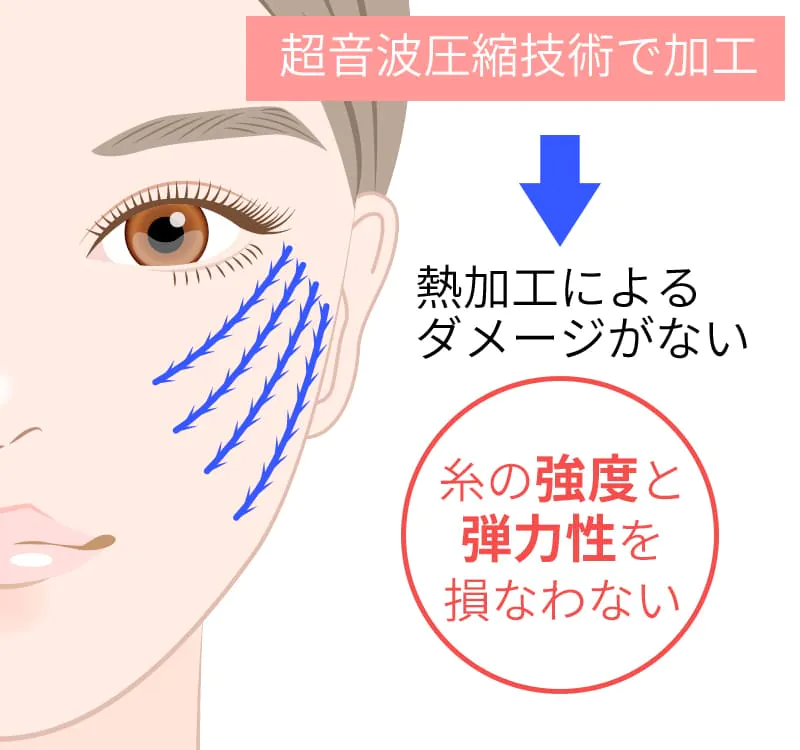 超音波圧縮技術で加工
熱加工による
ダメージがない
糸の強度と
弾力性を
損なわない